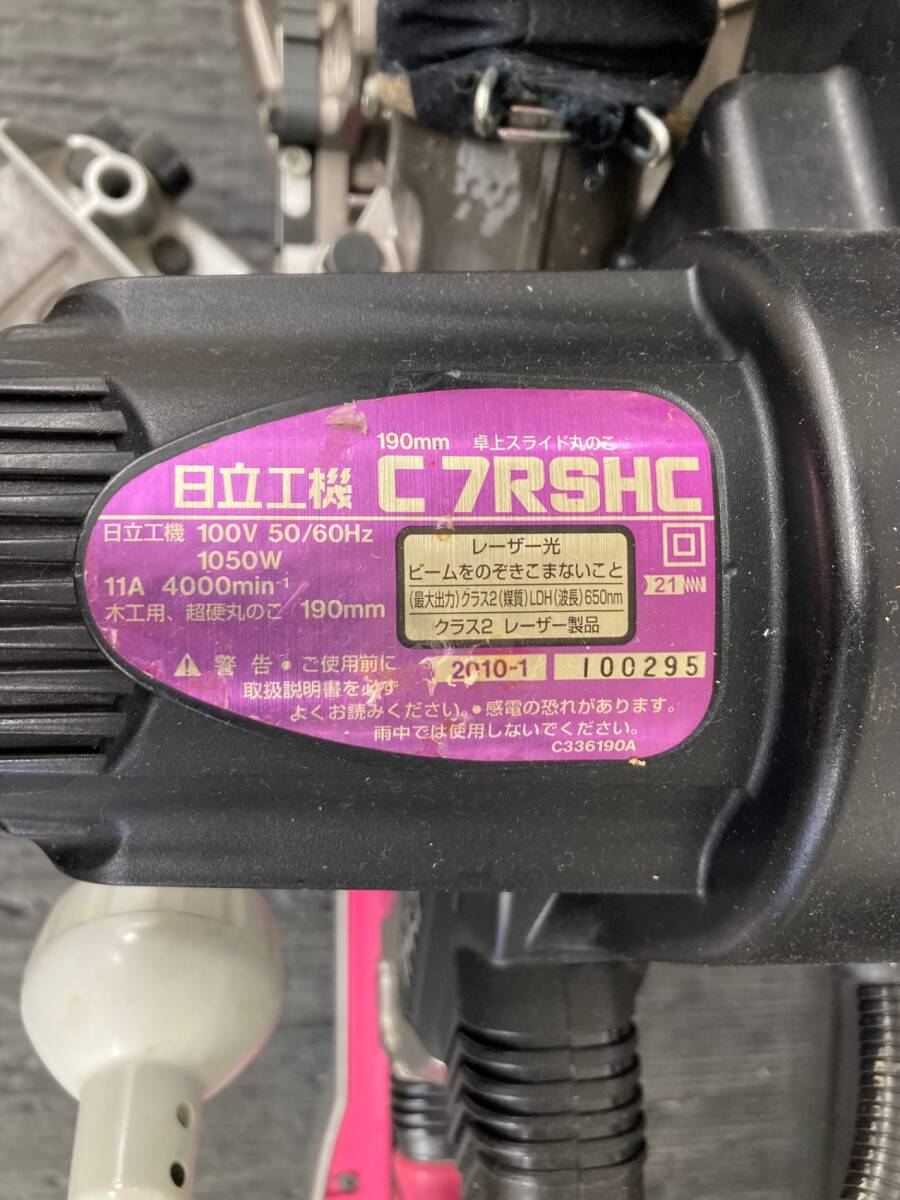 190mm 卓上スライド丸のこ
日立工機 C7RSHC
日立工機 100V 50/60Hz
1050W
11A 4000min⁻¹
木工用、超硬丸のこ 190mm
レーザー光
ビームをのぞきこまないこと
(最大出力)クラス2(媒質)LDH(波長)650nm
クラス2 レーザー製品
21
警告 • ご使用前に
取扱説明書を必ず
よくお読みください。• 感電の恐れがあります。
雨中では使用しないでください。
2010-1 100295
C336190A